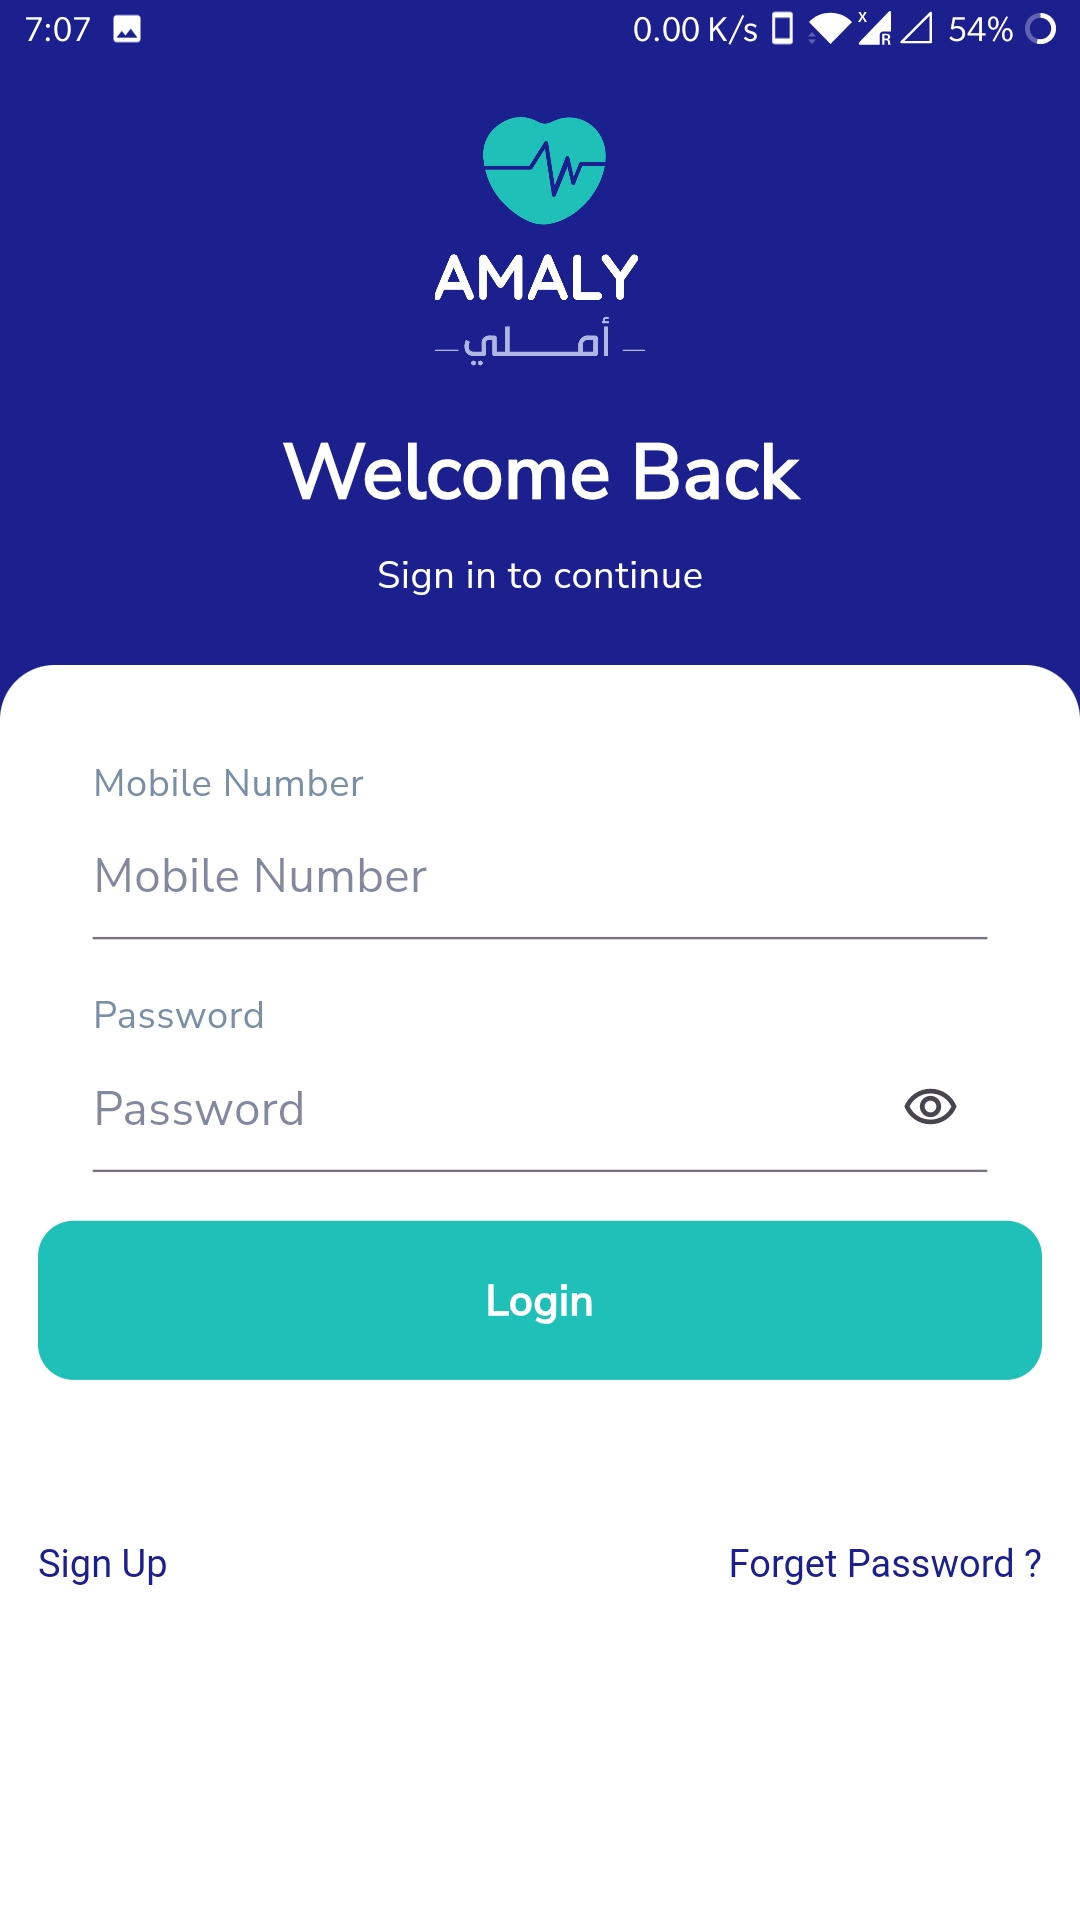 7:07 0.00 K/s X R 54%
AMALY
أمــلي
Welcome Back
Sign in to continue
Mobile Number
Mobile Number
Password
Password
Login
Sign Up Forget Password ?